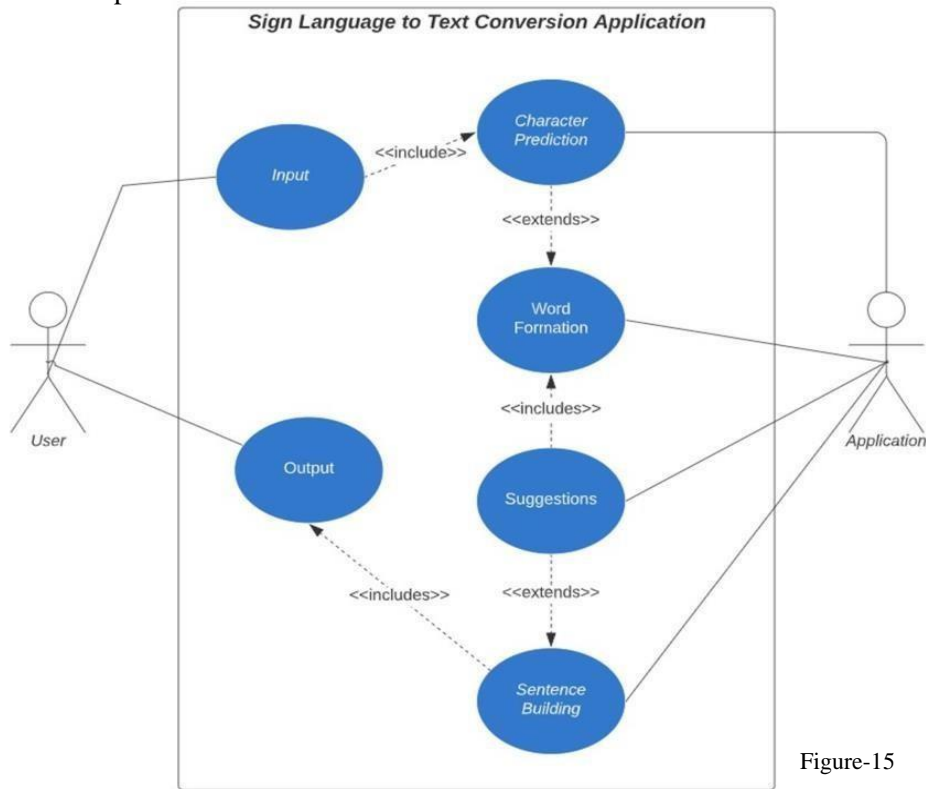 Sign Language to Text Conversion Application
Character
Prediction
<<include>>
Input
<<extends>>
Word
Formation
<<includes>>
User
Application
Output
Suggestions
<<includes>>
<<extends>>
Sentence
Building
Figure-15